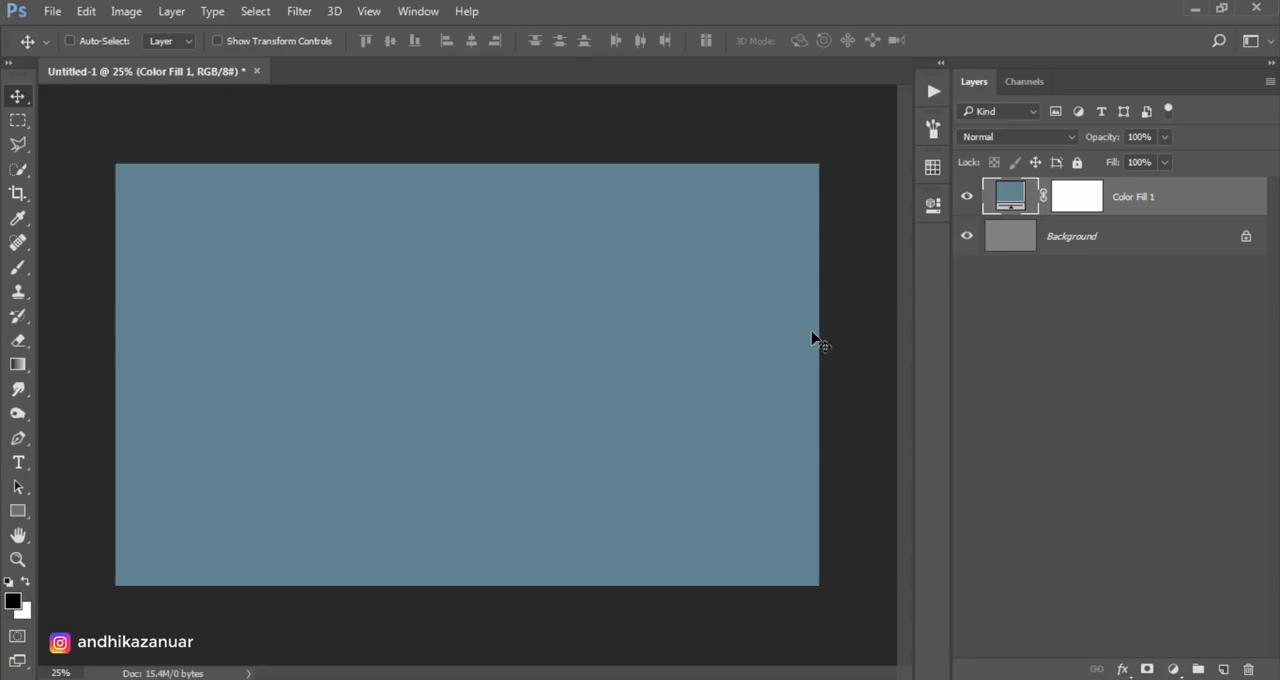 Ps File Edit Image Layer Type Select Filter 3D View Window Help
Auto-Select: Layer Show Transform Controls 3D Mode:
Untitled-1 @ 25% (Color Fill 1, RGB/8#) * ×
Layers Channels
Kind
Normal Opacity: 100%
Lock: Fill: 100%
Color Fill 1
Background
andhikazanuar
25% Doc: 15.4M/0 bytes
fx